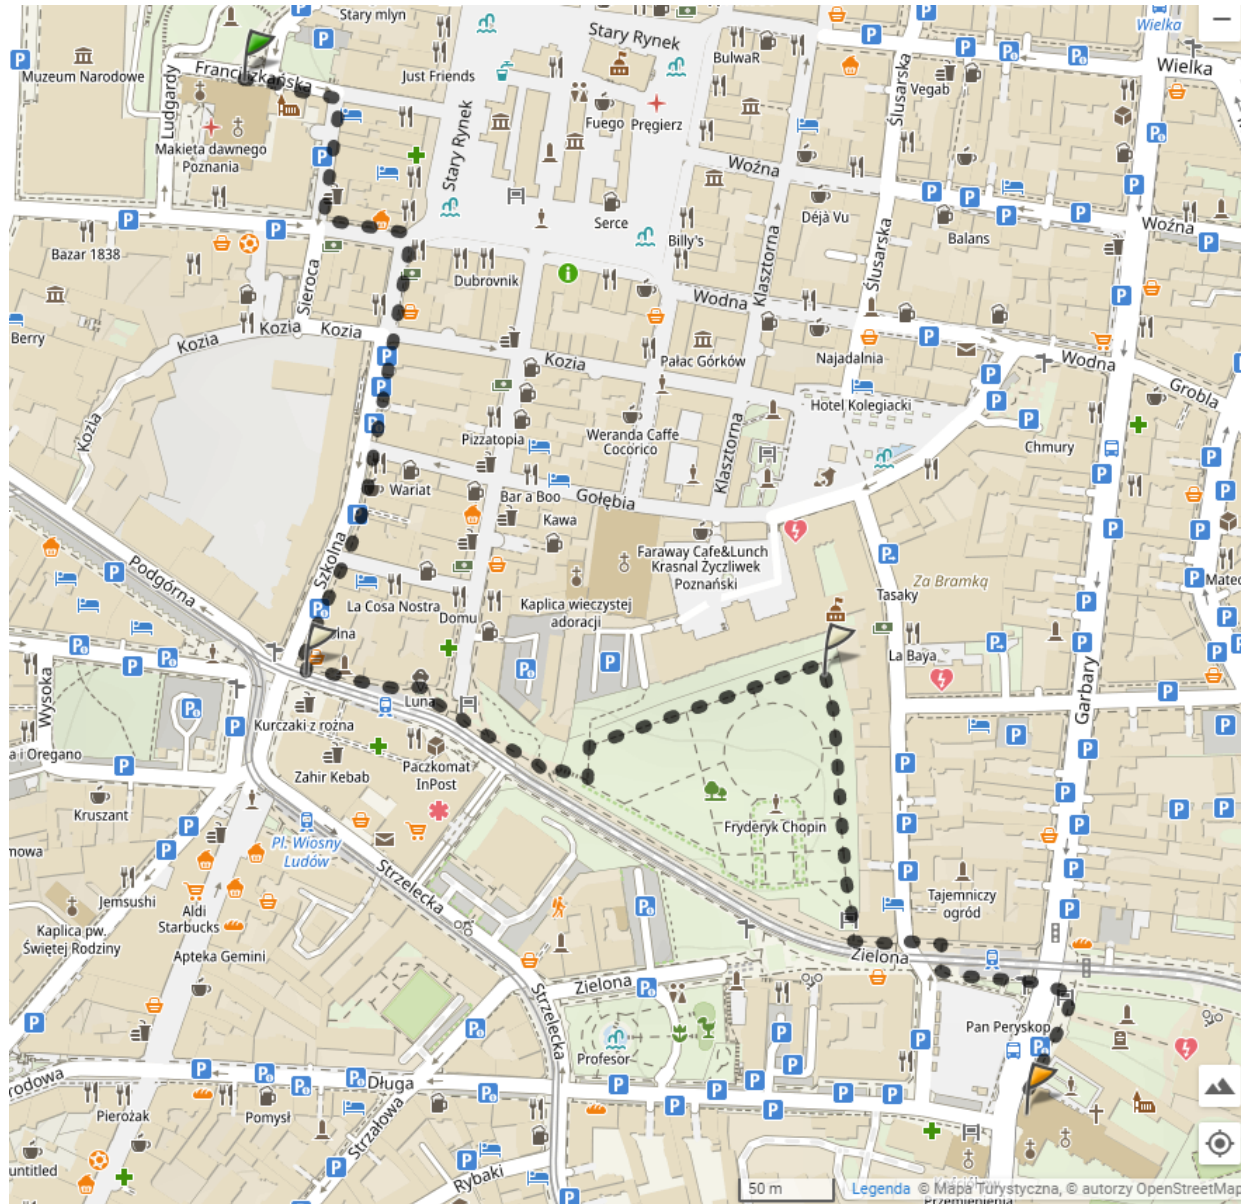 Stary młyn
Stary Rynek
Wielka
Muzeum Narodowe
Franciszkańska
Just Friends
BulwaR
Wielka
Ludgardy
Stary Rynek
Fuego
Pręgierz
Ślusarska
Vegab
Makieta dawnego
Poznania
Woźna
Serce
Déjà Vu
Balans
Woźna
Bazar 1838
Billy's
Klasztorna
Ślusarska
Sieroca
Dubrovnik
Wodna
Berry
Kozia
Kozia
Kozia
Kozia
Pałac Górków
Najadalnia
Wodna
Grobla
Hotel Kolegiacki
Pizzatopia
Weranda Caffe
Cocorico
Klasztorna
Chmury
Wariat
Bar a Boo
Gołębia
Kawa
Podgórna
Szkolna
Faraway Cafe&Lunch
Krasnal Życzliwek
Poznański
Za Bramką
Tasaky
La Cosa Nostra
Domu
Kaplica wieczystej
adoracji
La Baya
Garbary
Wysoka
Luna
Kurczaki z rożna
a i Oregano
Zahir Kebab
Paczkomat
InPost
Kruszant
Pl. Wiosny
Ludów
Fryderyk Chopin
Strzelecka
Jemsushi
Aldi
Starbucks
Tajemniczy
ogród
Kaplica pw.
Świętej Rodziny
Apteka Gemini
Zielona
Zielona
Strzelecka
Pan Peryskop
Profesor
Długa
Pierożak
Pomysł
Strzałowa
untitled
Rybaki
50 m
Legenda © Mapa Turystyczna, © autorzy OpenStreetMap